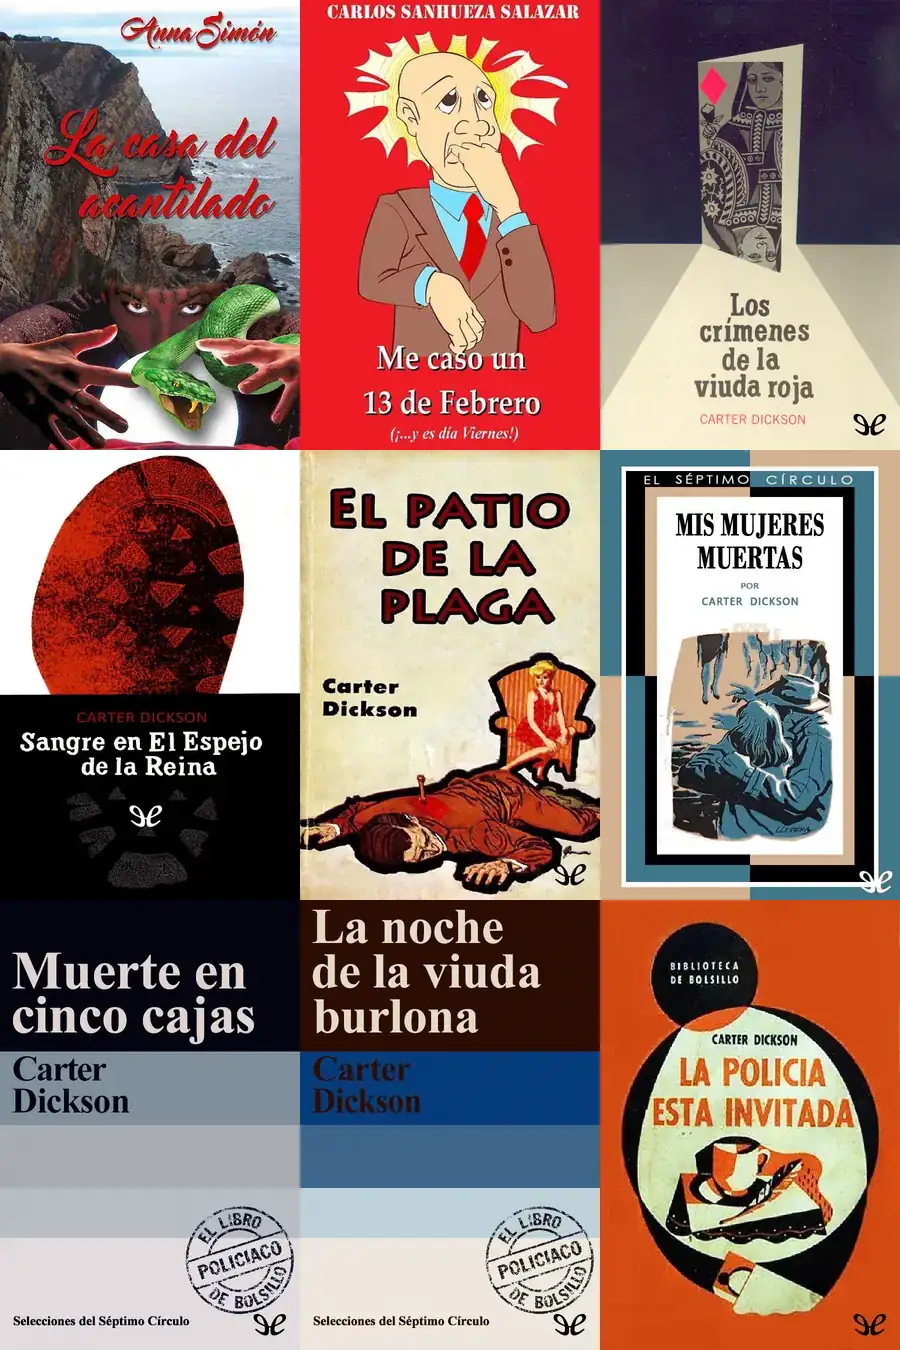 Anna Simón
La casa del
acantilado
CARLOS SANHUEZA SALAZAR
Me caso un
13 de Febrero
(¡...y es día Viernes!)
Los
crímenes
de la
viuda roja
CARTER DICKSON
CARTER DICKSON
Sangre en El Espejo
de la Reina
EL PATIO
DE LA
PLAGA
Carter
Dickson
EL SÉPTIMO CÍRCULO
MIS MUJERES
MUERTAS
POR
CARTER DICKSON
Muerte en
cinco cajas
Carter
Dickson
EL LIBRO
POLICIACO
DE BOLSILLO
Selecciones del Séptimo Círculo
La noche
de la viuda
burlona
Carter
Dickson
EL LIBRO
POLICIACO
DE BOLSILLO
Selecciones del Séptimo Círculo
BIBLIOTECA
DE BOLSILLO
CARTER DICKSON
LA POLICIA
ESTA INVITADA